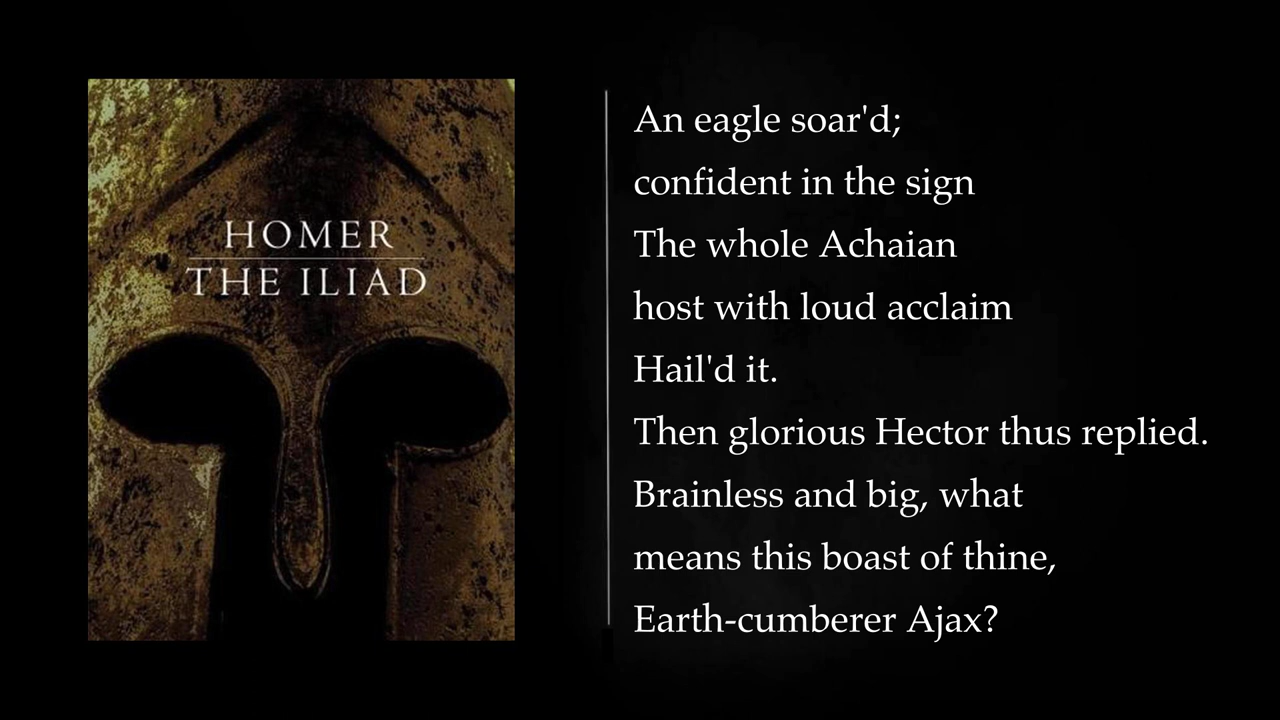 HOMER
THE ILIAD
An eagle soar'd;
confident in the sign
The whole Achaian
host with loud acclaim
Hail'd it.
Then glorious Hector thus replied.
Brainless and big, what
means this boast of thine,
Earth-cumberer Ajax?